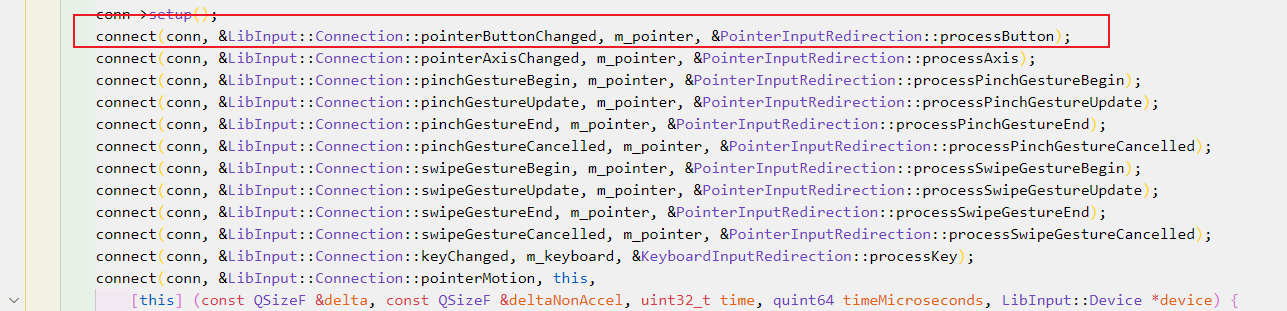 conn->setup();
connect(conn, &LibInput::Connection::pointerButtonChanged, m_pointer, &PointerInputRedirection::processButton);
connect(conn, &LibInput::Connection::pointerAxisChanged, m_pointer, &PointerInputRedirection::processAxis);
connect(conn, &LibInput::Connection::pinchGestureBegin, m_pointer, &PointerInputRedirection::processPinchGestureBegin);
connect(conn, &LibInput::Connection::pinchGestureUpdate, m_pointer, &PointerInputRedirection::processPinchGestureUpdate);
connect(conn, &LibInput::Connection::pinchGestureEnd, m_pointer, &PointerInputRedirection::processPinchGestureEnd);
connect(conn, &LibInput::Connection::pinchGestureCancelled, m_pointer, &PointerInputRedirection::processPinchGestureCancelled);
connect(conn, &LibInput::Connection::swipeGestureBegin, m_pointer, &PointerInputRedirection::processSwipeGestureBegin);
connect(conn, &LibInput::Connection::swipeGestureUpdate, m_pointer, &PointerInputRedirection::processSwipeGestureUpdate);
connect(conn, &LibInput::Connection::swipeGestureEnd, m_pointer, &PointerInputRedirection::processSwipeGestureEnd);
connect(conn, &LibInput::Connection::swipeGestureCancelled, m_pointer, &PointerInputRedirection::processSwipeGestureCancelled);
connect(conn, &LibInput::Connection::keyChanged, m_keyboard, &KeyboardInputRedirection::processKey);
connect(conn, &LibInput::Connection::pointerMotion, this,
[this] (const QSizeF &delta, const QSizeF &deltaNonAccel, uint32_t time, quint64 timeMicroseconds, LibInput::Device *device) {